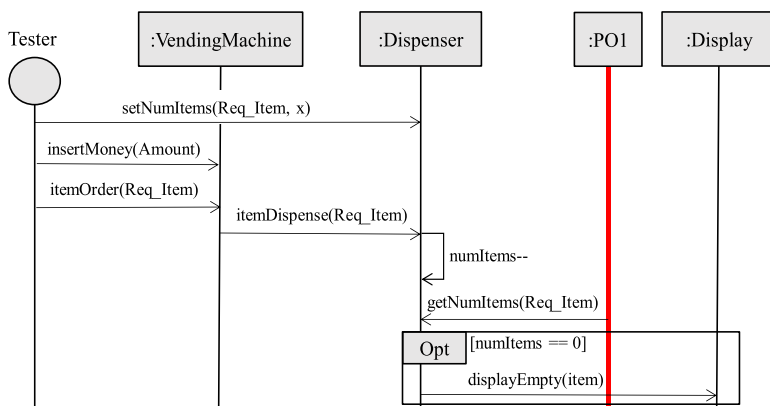 Tester
:VendingMachine
:Dispenser
:PO1
:Display
setNumItems(Req_Item, x)
insertMoney(Amount)
itemOrder(Req_Item)
itemDispense(Req_Item)
numItems--
getNumItems(Req_Item)
Opt
[numItems == 0]
displayEmpty(item)